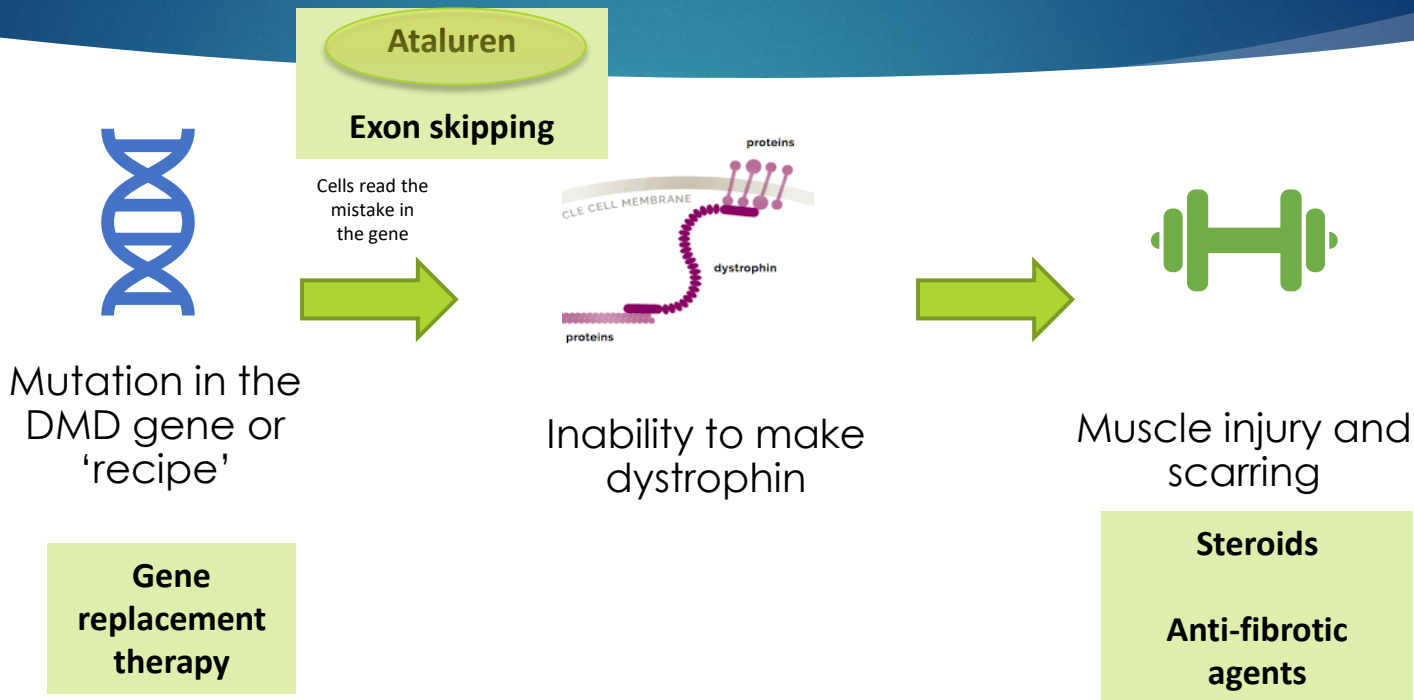 Ataluren
Exon skipping
Cells read the
mistake in
the gene
proteins
CLE CELL MEMBRANE
dystrophin
proteins
Mutation in the
DMD gene or
‘recipe’
Inability to make
dystrophin
Muscle injury and
scarring
Gene
replacement
therapy
Steroids
Anti-fibrotic
agents